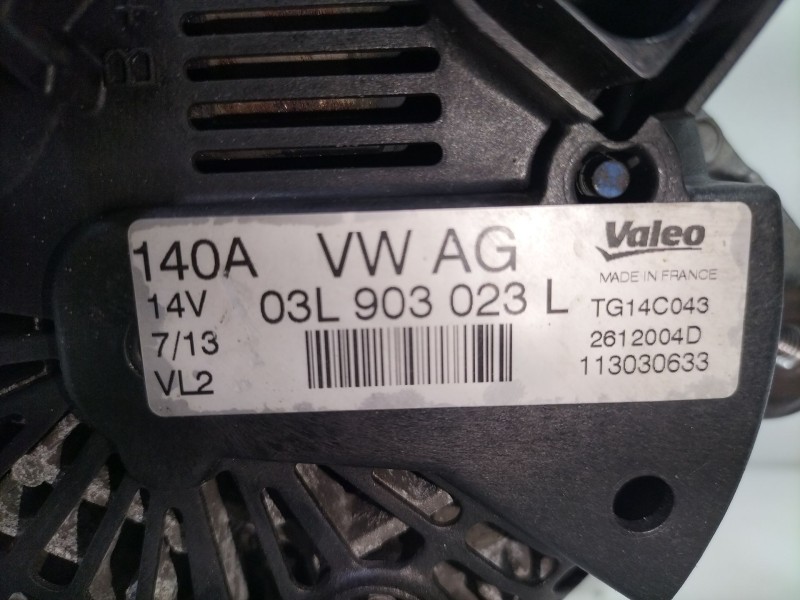 B+
140A VW AG Valeo
MADE IN FRANCE
14V 03L 903 023 L TG14C043
7/13 2612004D
VL2 113030633